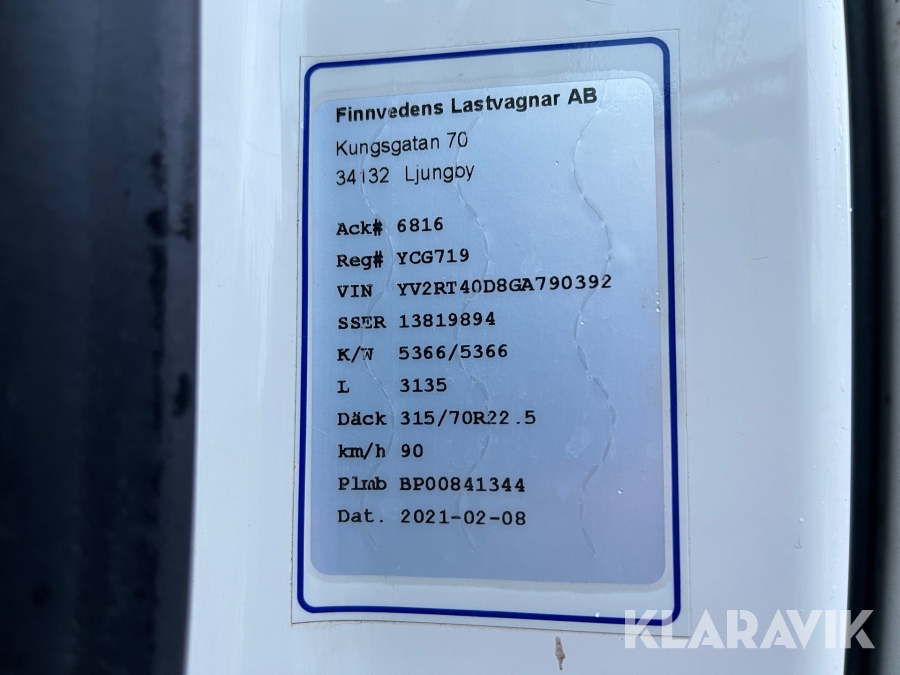 Finnvedens Lastvagnar AB
Kungsgatan 70
34132 Ljungby
Ack# 6816
Reg# YCG719
VIN YV2RT40D8GA790392
SSER 13819894
K/W 5366/5366
L 3135
Däck 315/70R22.5
km/h 90
Plmb BP00841344
Dat. 2021-02-08
KLARAVIK